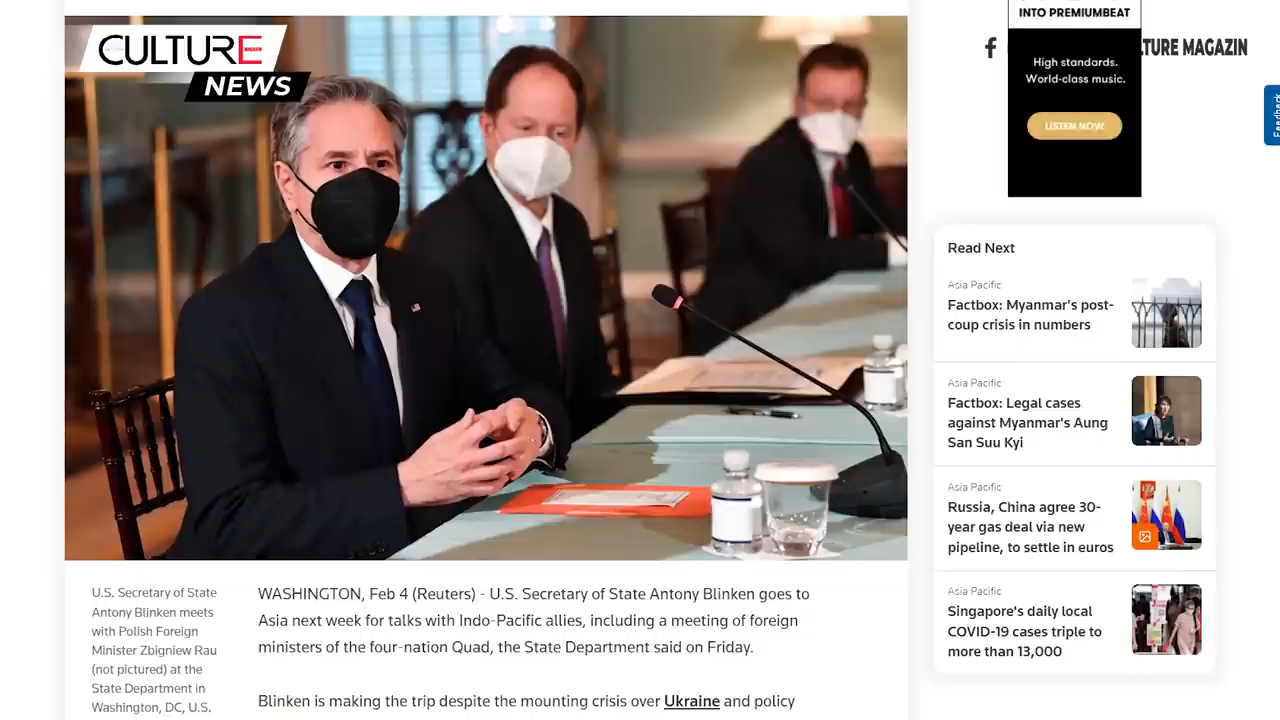 CULTURE
NEWS
INTO PREMIUMBEAT
High standards.
World-class music.
LISTEN NOW
MAGAZIN
Feedback
Read Next
Asia Pacific
Factbox: Myanmar's post-
coup crisis in numbers
Asia Pacific
Factbox: Legal cases
against Myanmar's Aung
San Suu Kyi
Asia Pacific
Russia, China agree 30-
year gas deal via new
pipeline, to settle in euros
Asia Pacific
Singapore's daily local
COVID-19 cases triple to
more than 13,000
U.S. Secretary of State
Antony Blinken meets
with Polish Foreign
Minister Zbigniew Rau
(not pictured) at the
State Department in
Washington, DC, U.S.
WASHINGTON, Feb 4 (Reuters) - U.S. Secretary of State Antony Blinken goes to
Asia next week for talks with Indo-Pacific allies, including a meeting of foreign
ministers of the four-nation Quad, the State Department said on Friday.
Blinken is making the trip despite the mounting crisis over Ukraine and policy